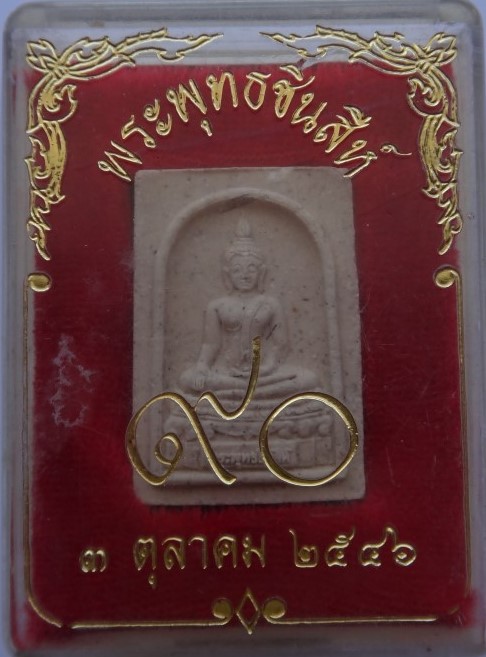 พระพุทธชินสีห์
๙๐
๓ ตุลาคม ๒๕๔๖